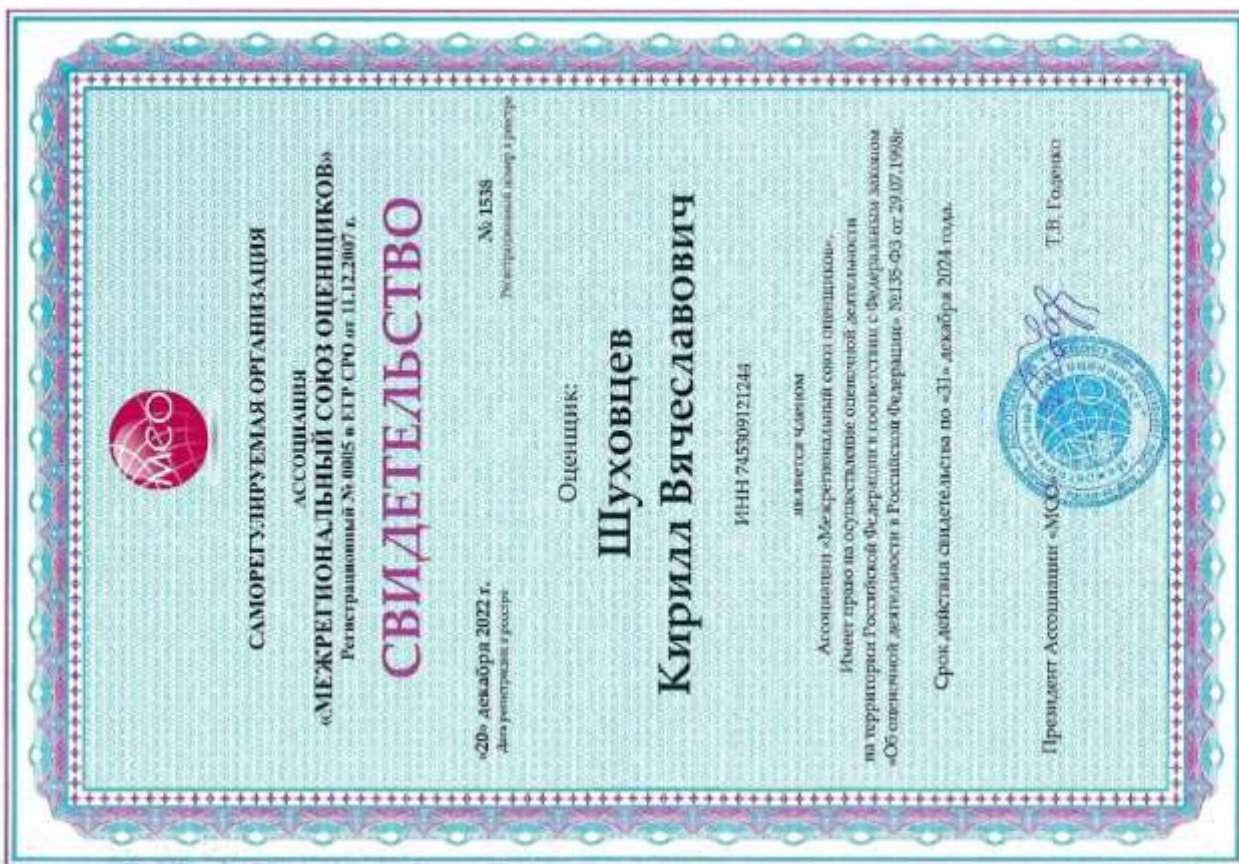 МСО
САМОРЕГУЛИРУЕМАЯ ОРГАНИЗАЦИЯ
АССОЦИАЦИЯ
«МЕЖРЕГИОНАЛЬНЫЙ СОЮЗ ОЦЕНЩИКОВ»
Регистрационный № 0005 в ЕГР СРО от 11.12.2007 г.
СВИДЕТЕЛЬСТВО
«20» декабря 2022 г. № 1538
Дата регистрации в реестре Регистрационный номер в реестре
Оценщик:
Шуховцев
Кирилл Вячеславович
ИНН 745309121244
является членом
Ассоциации «Межрегиональный союз оценщиков».
Имеет право на осуществление оценочной деятельности
на территории Российской Федерации в соответствии с Федеральным законом
«Об оценочной деятельности в Российской Федерации» №135-ФЗ от 29.07.1998г.
Срок действия свидетельства по «31» декабря 2024 года.
Президент Ассоциации «МСО» Т.В. Годенко